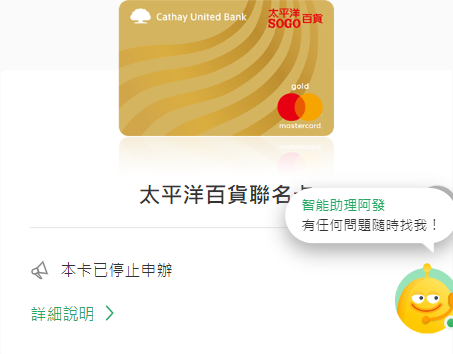 Cathay United Bank
太平洋
SOGO 百貨
gold
mastercard
太平洋百貨聯名
智能助理阿發
有任何問題隨時找我！
本卡已停止申辦
詳細說明